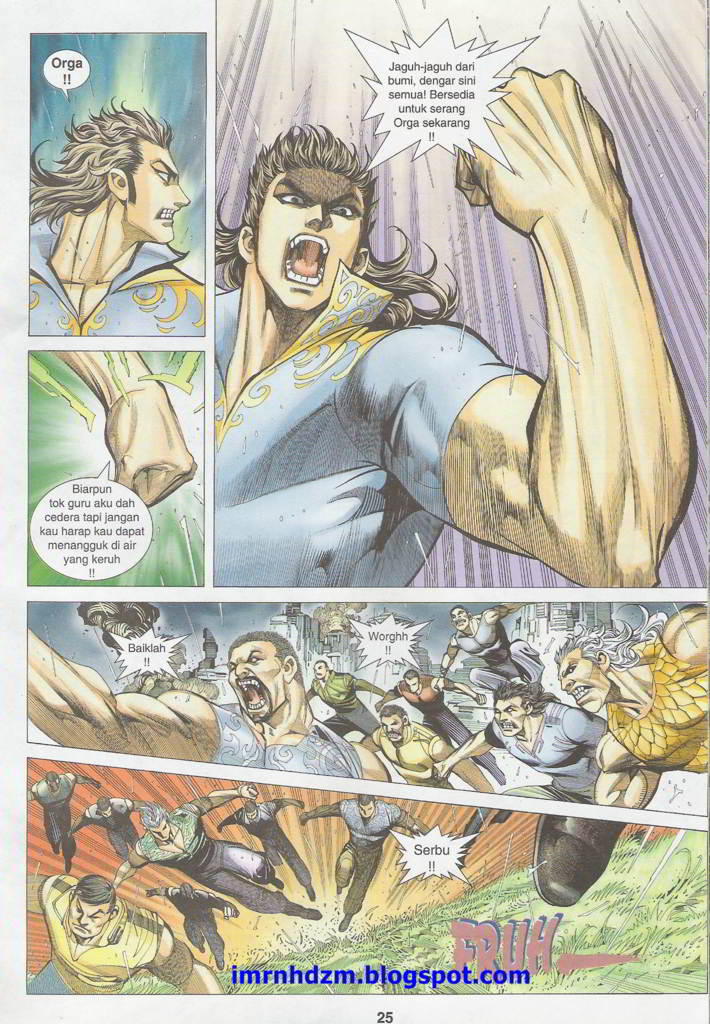 Orga
!!
Jaguh-jaguh dari
bumi, dengar sini
semua! Bersedia
untuk serang
Orga sekarang
!!
Biarpun
tok guru aku dah
cedera tapi jangan
kau harap kau dapat
menangguk di air
yang keruh
!!
Baiklah
!!
Worghh
!!
Serbu
!!
FRUH
imrnhdzm.blogspot.com
25